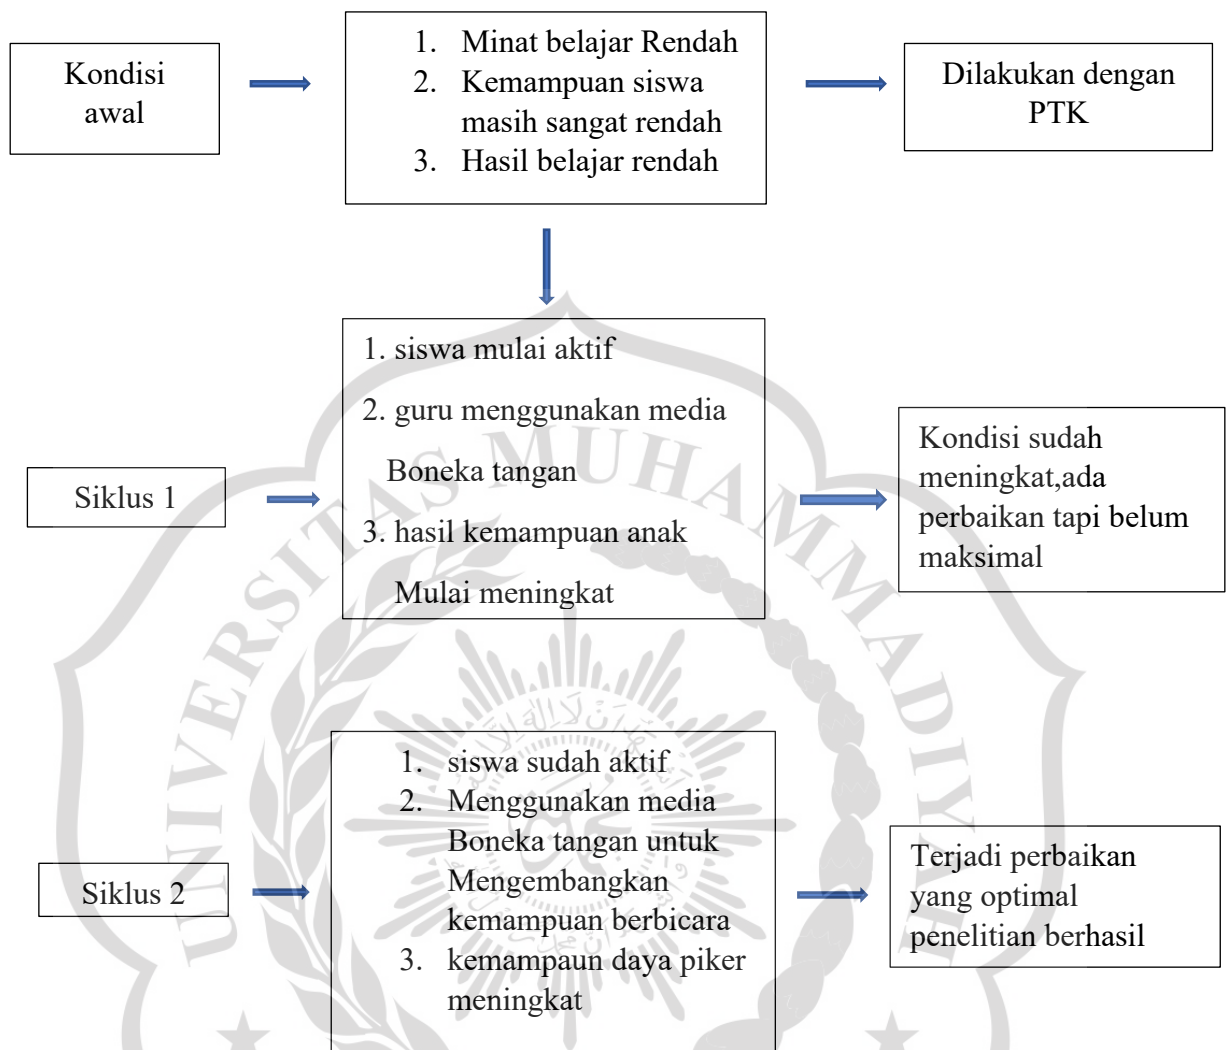 Kondisi
awal
1. Minat belajar Rendah
2. Kemampuan siswa
masih sangat rendah
3. Hasil belajar rendah
Dilakukan dengan
PTK
1. siswa mulai aktif
2. guru menggunakan media
Boneka tangan
3. hasil kemampuan anak
Mulai meningkat
Siklus 1
Kondisi sudah
meningkat,ada
perbaikan tapi belum
maksimal
1. siswa sudah aktif
2. Menggunakan media
Boneka tangan untuk
Mengembangkan
kemampuan berbicara
3. kemampaun daya piker
meningkat
Siklus 2
Terjadi perbaikan
yang optimal
penelitian berhasil
UNIVERSITAS MUHAMMADIYAH